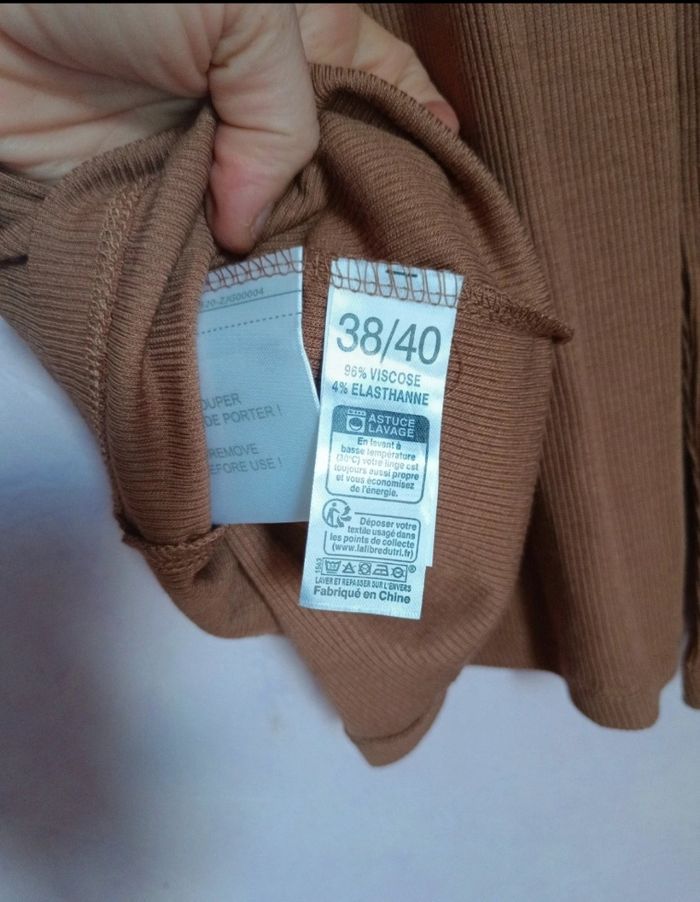 38/40
96% VISCOSE
4% ELASTHANNE
ASTUCE
LAVAGE
En lavant à
basse température
(30°C) votre linge est
toujours aussi propre
et vous économisez
de l'énergie.
Déposer votre
textile usagé dans
les points de collecte
(www.lafibredutri.fr)
LAVER ET REPASSER SUR L'ENVERS
Fabriqué en Chine
DE PORTER !
REMOVE
BEFORE USE !